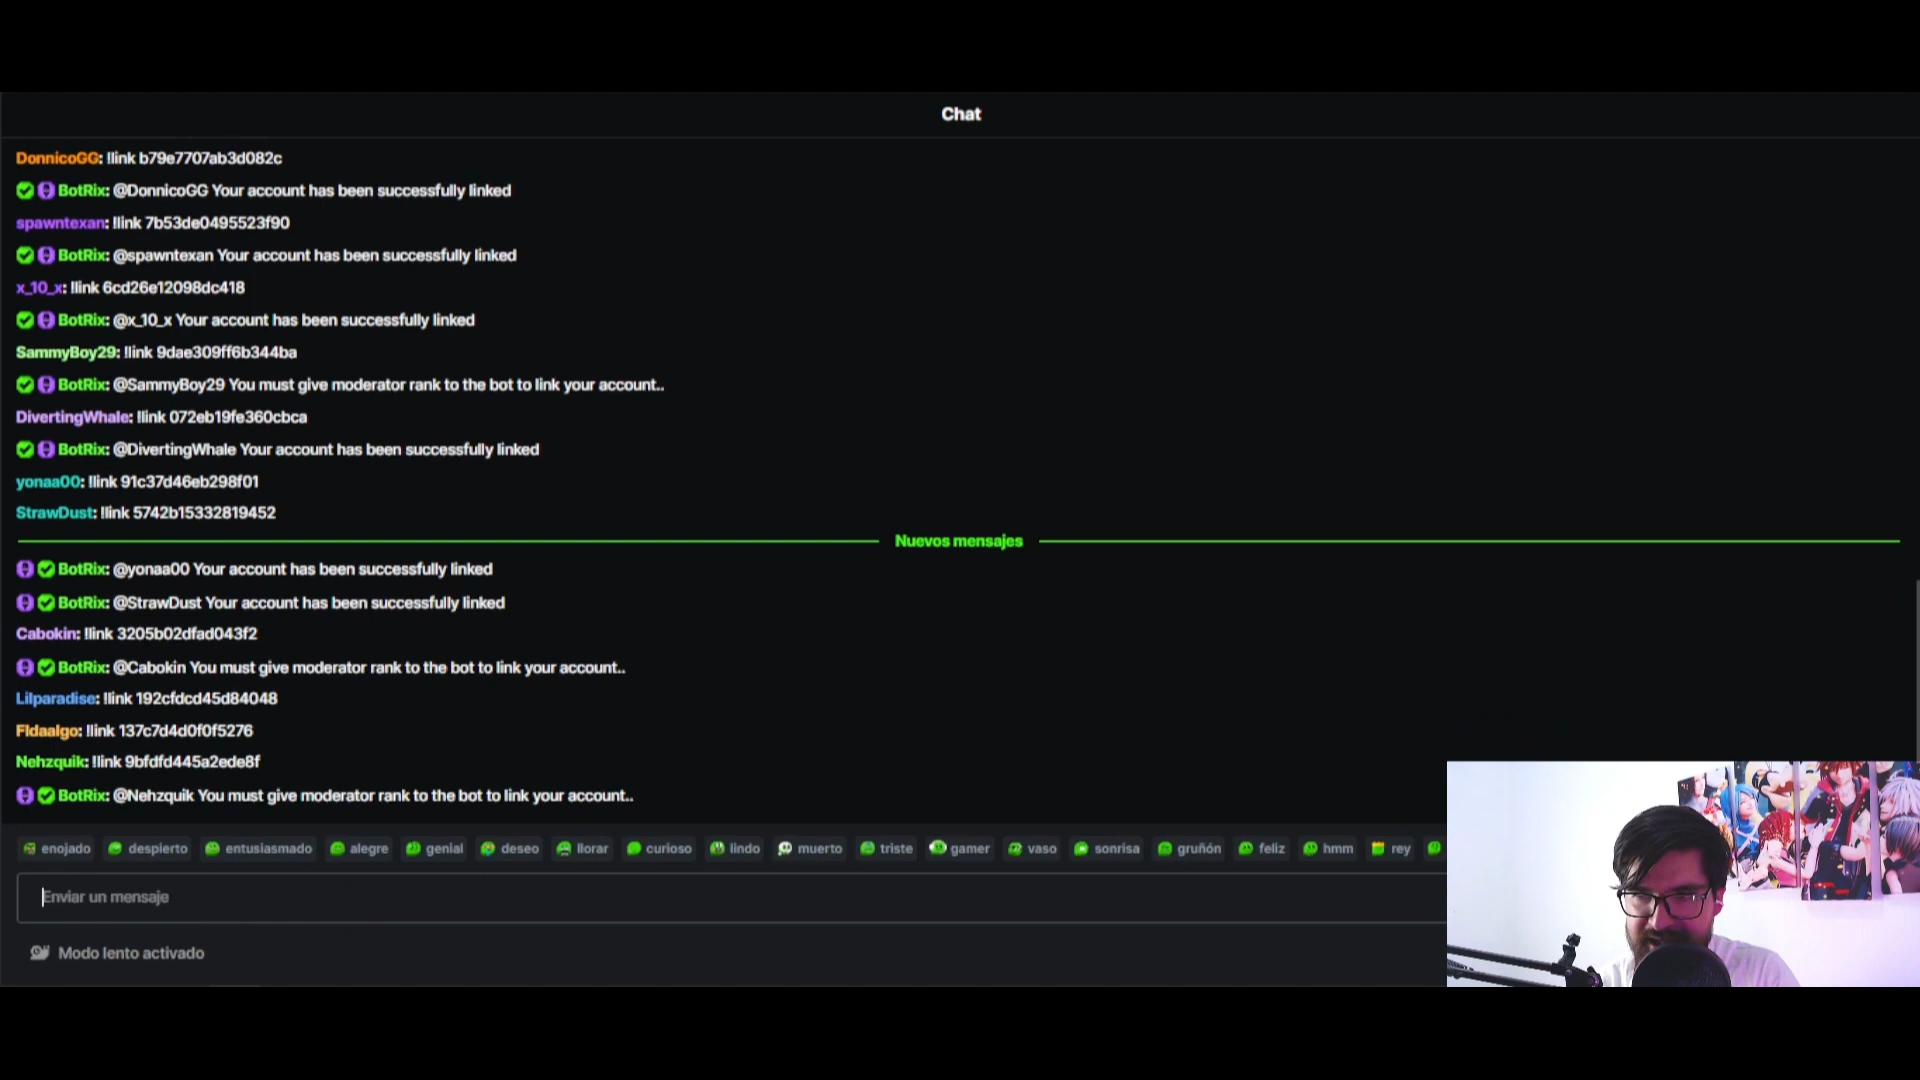 Chat
DonnicoGG: !link b79e7707ab3d082c
BotRix: @DonnicoGG Your account has been successfully linked
spawntexan: !link 7b53de0495523f90
BotRix: @spawntexan Your account has been successfully linked
x_10_x: !link 6cd26e12098dc418
BotRix: @x_10_x Your account has been successfully linked
SammyBoy29: !link 9dae309ff6b344ba
BotRix: @SammyBoy29 You must give moderator rank to the bot to link your account..
DivertingWhale: !link 072eb19fe360cbca
BotRix: @DivertingWhale Your account has been successfully linked
yonaa00: !link 91c37d46eb298f01
StrawDust: !link 5742b15332819452
Nuevos mensajes
BotRix: @yonaa00 Your account has been successfully linked
BotRix: @StrawDust Your account has been successfully linked
Cabokin: !link 3205b02dfad043f2
BotRix: @Cabokin You must give moderator rank to the bot to link your account..
Lilparadise: !link 192cfdcd45d84048
Fldaalgo: !link 137c7d4d0f0f5276
Nehzquik: !link 9bfdfd445a2ede8f
BotRix: @Nehzquik You must give moderator rank to the bot to link your account..
enojado despierto entusiasmado alegre genial deseo llorar curioso lindo muerto triste gamer vaso sonrisa gruñón feliz hmm rey
Enviar un mensaje
Modo lento activado